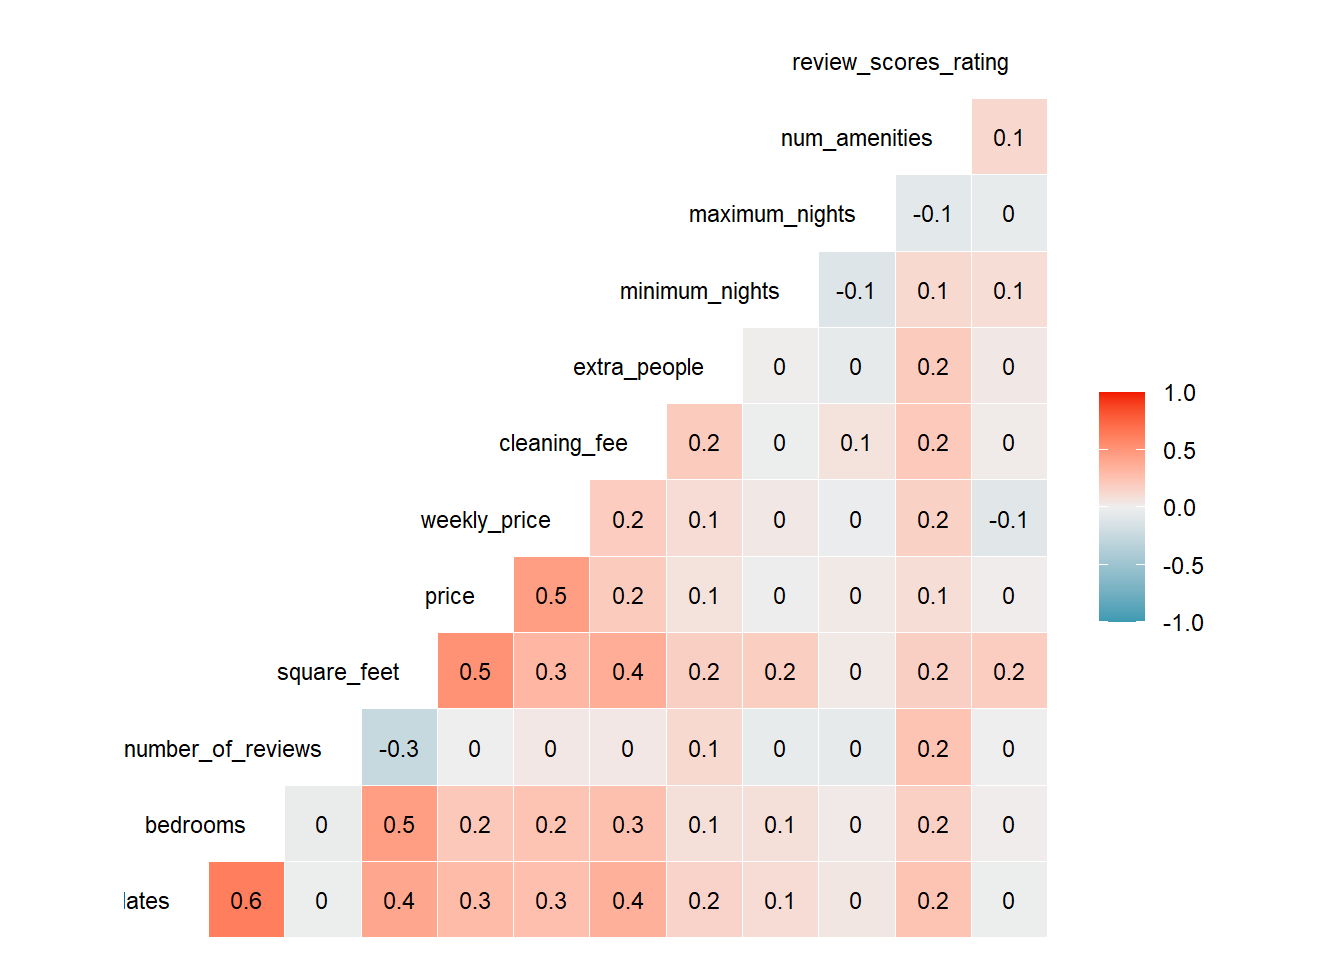 review_scores_rating
num_amenities 0.1
maximum_nights -0.1 0
minimum_nights -0.1 0.1 0.1
extra_people 0 0 0.2 0
cleaning_fee 0.2 0 0.1 0.2 0
weekly_price 0.2 0.1 0 0 0.2 -0.1
price 0.5 0.2 0.1 0 0 0.1 0
square_feet 0.5 0.3 0.4 0.2 0.2 0 0.2 0.2
number_of_reviews -0.3 0 0 0 0.1 0 0 0.2 0
bedrooms 0 0.5 0.2 0.2 0.3 0.1 0.1 0 0.2 0
dates 0.6 0 0.4 0.3 0.3 0.4 0.2 0.1 0 0.2 0
1.0
0.5
0.0
-0.5
-1.0